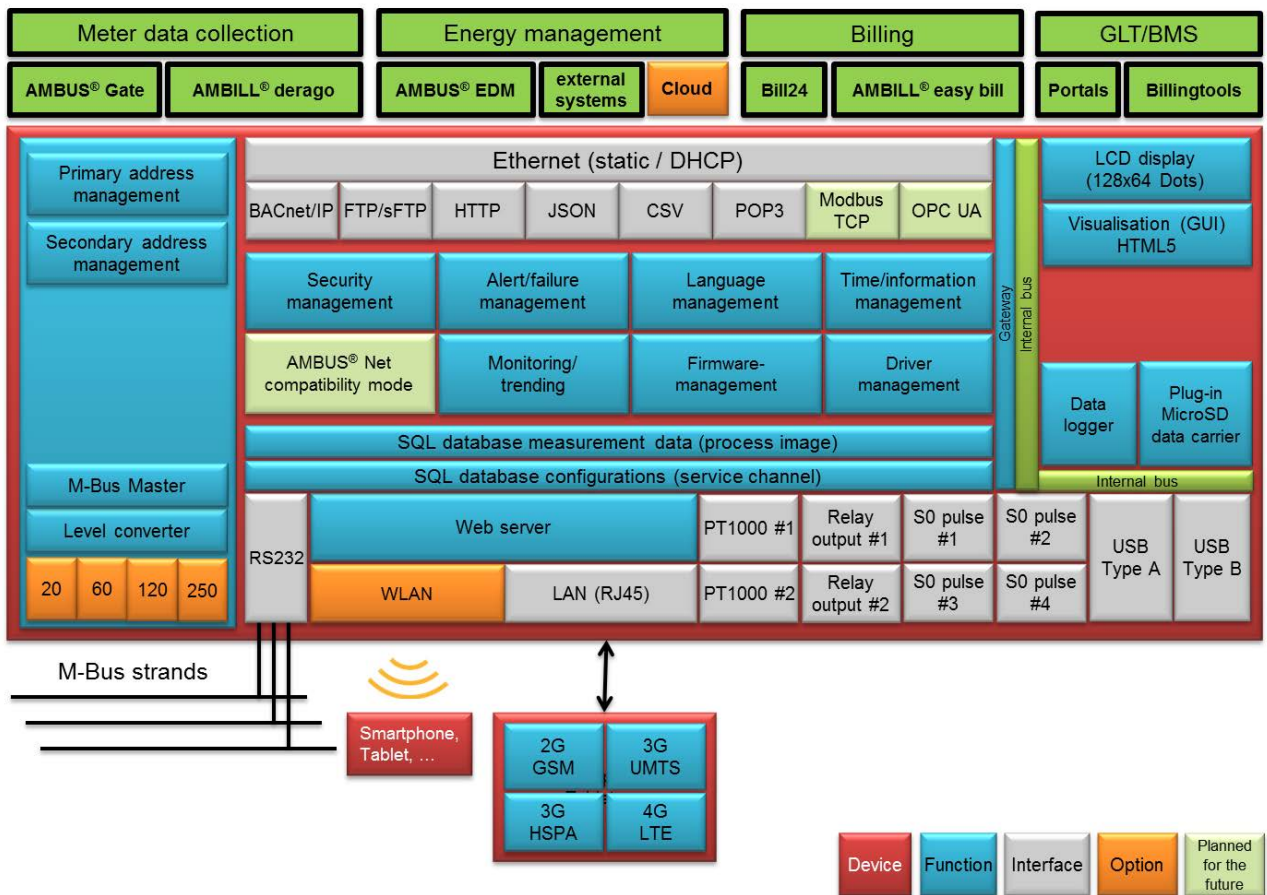 Meter data collection
Energy management
Billing
GLT/BMS
AMBUS® Gate
AMBILL® derago
AMBUS® EDM
external
systems
Cloud
Bill24
AMBILL® easy bill
Portals
Billingtools
Primary address
management
Secondary address
management
M-Bus Master
Level converter
20
60
120
250
Ethernet (static / DHCP)
BACnet/IP
FTP/sFTP
HTTP
JSON
CSV
POP3
Modbus
TCP
OPC UA
Security
management
Alert/failure
management
Language
management
Time/information
management
AMBUS® Net
compatibility mode
Monitoring/
trending
Firmware-
management
Driver
management
SQL database measurement data (process image)
SQL database configurations (service channel)
Gateway
Internal bus
LCD display
(128x64 Dots)
Visualisation (GUI)
HTML5
Data
logger
Plug-in
MicroSD
data carrier
Internal bus
RS232
Web server
WLAN
LAN (RJ45)
PT1000 #1
Relay
output #1
S0 pulse
#1
S0 pulse
#2
PT1000 #2
Relay
output #2
S0 pulse
#3
S0 pulse
#4
USB
Type A
USB
Type B
M-Bus strands
Smartphone,
Tablet, ...
2G
GSM
3G
UMTS
3G
HSPA
4G
LTE
Device
Function
Interface
Option
Planned
for the
future